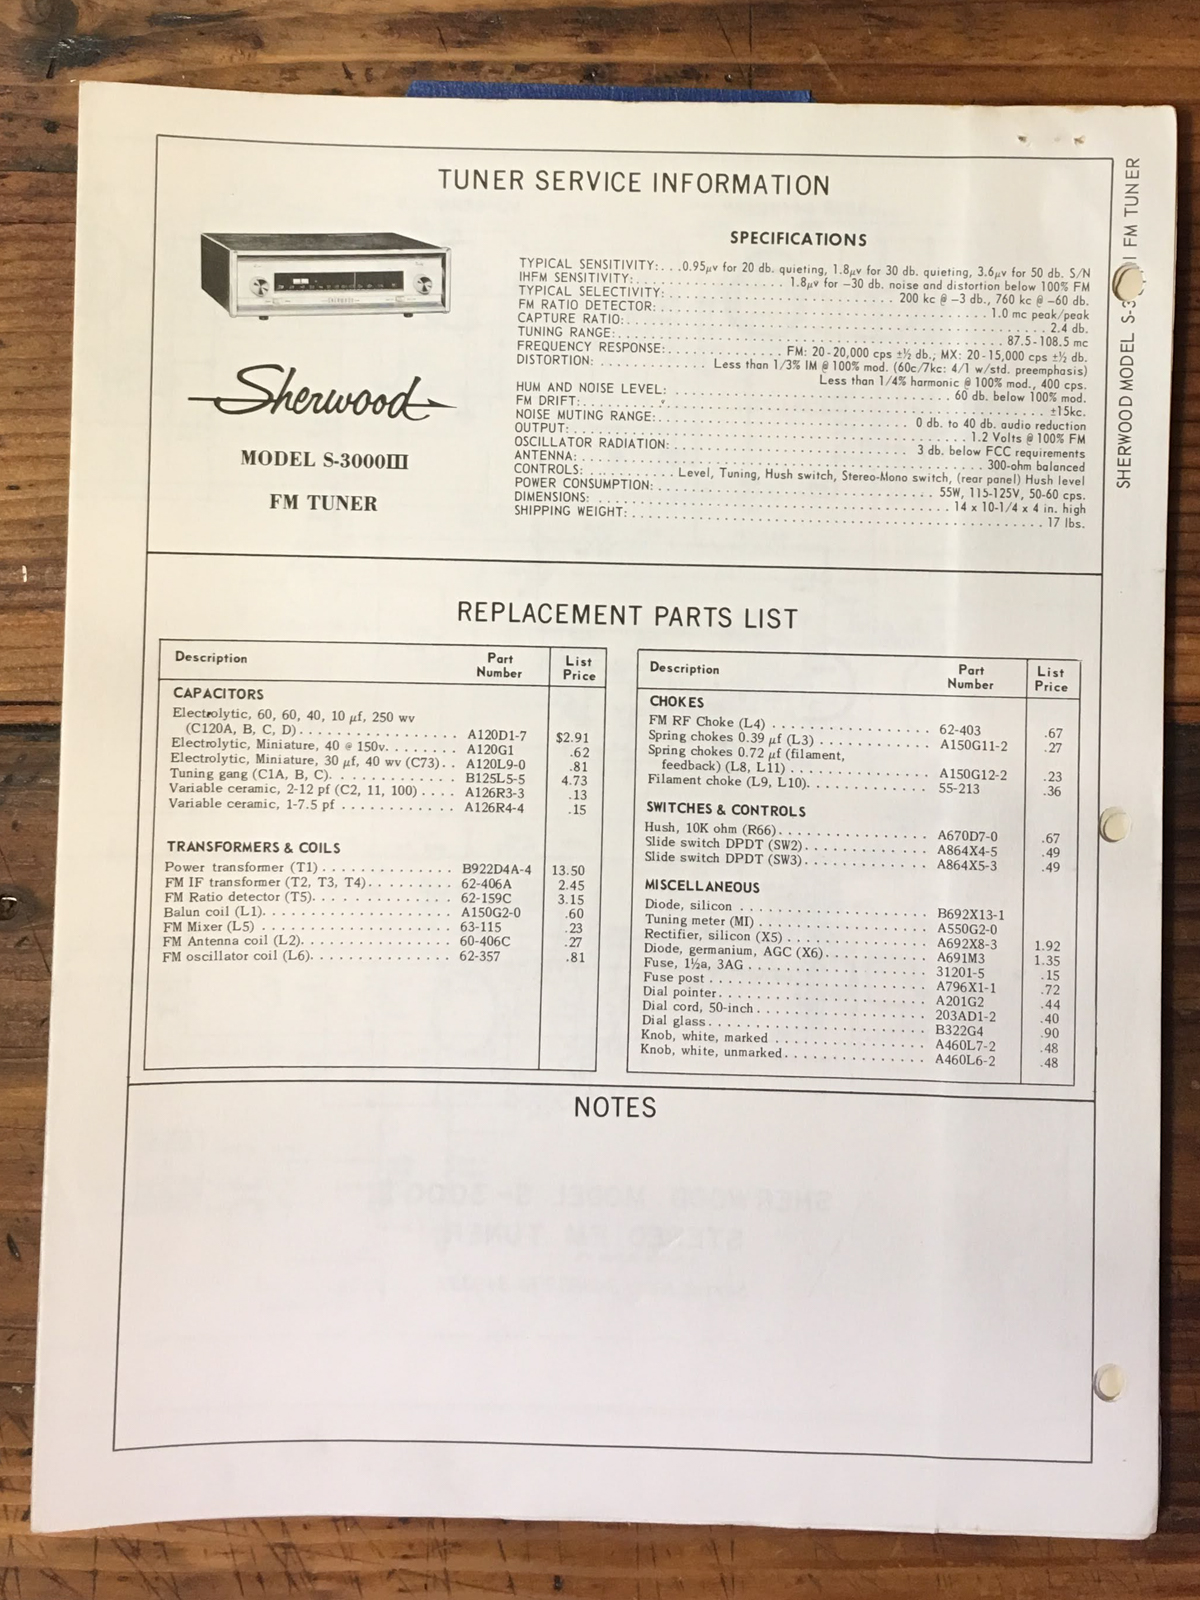 TUNER SERVICE INFORMATION
Sherwood
MODEL S-3000III
FM TUNER
SPECIFICATIONS
TYPICAL SENSITIVITY:...0.95μv for 20 db. quieting, 1.8μv for 30 db. quieting, 3.6μv for 50 db. S/N
IHFM SENSITIVITY:..........1.8μv for –30 db. noise and distortion below 100% FM
TYPICAL SELECTIVITY:..........200 kc @ –3 db., 760 kc @ –60 db.
FM RATIO DETECTOR:..........1.0 mc peak/peak
CAPTURE RATIO:..........2.4 db.
TUNING RANGE:..........87.5-108.5 mc
FREQUENCY RESPONSE:..........FM: 20-20,000 cps ±½ db., MX: 20-15,000 cps ±½ db.
DISTORTION:..........Less than 1/3% IM @ 100% mod. (60c/7kc: 4/1 w/std. preemphasis)
Less than 1/4% harmonic @ 100% mod., 400 cps.
HUM AND NOISE LEVEL:..........60 db. below 100% mod.
FM DRIFT:..........±15kc.
NOISE MUTING RANGE:..........0 db. to 40 db. audio reduction
OUTPUT:..........1.2 Volts @ 100% FM
OSCILLATOR RADIATION:..........3 db. below FCC requirements
ANTENNA:..........300-ohm balanced
CONTROLS:..........Level, Tuning, Hush switch, Stereo-Mono switch, (rear panel) Hush level
POWER CONSUMPTION:..........55W, 115-125V, 50-60 cps.
DIMENSIONS:..........14 x 10-1/4 x 4 in. high
SHIPPING WEIGHT:..........17 lbs.
REPLACEMENT PARTS LIST
Description Part Number List Price
CAPACITORS
Electrolytic, 60, 60, 40, 10 μf, 250 wv
(C120A, B, C, D)..........A120D1-7 $2.91
Electrolytic, Miniature, 40 @ 150v..........A120G1 .62
Electrolytic, Miniature, 30 μf, 40 wv (C73)..A120L9-0 .81
Tuning gang (C1A, B, C)..........B125L5-5 4.73
Variable ceramic, 2-12 pf (C2, 11, 100)....A126R3-3 .13
Variable ceramic, 1-7.5 pf..........A126R4-4 .15
TRANSFORMERS & COILS
Power transformer (T1)..........B922D4A-4 13.50
FM IF transformer (T2, T3, T4)..........62-406A 2.45
FM Ratio detector (T5)..........62-159C 3.15
Balun coil (L1)..........A150G2-0 .60
FM Mixer (L5)..........63-115 .23
FM Antenna coil (L2)..........60-406C .27
FM oscillator coil (L6)..........62-357 .81
Description Part Number List Price
CHOKES
FM RF Choke (L4)..........62-403 .67
Spring chokes 0.39 μf (L3)..........A150G11-2 .27
Spring chokes 0.72 μf (filament,
feedback) (L8, L11)..........A150G12-2 .23
Filament choke (L9, L10)..........55-213 .36
SWITCHES & CONTROLS
Hush, 10K ohm (R66)..........A670D7-0 .67
Slide switch DPDT (SW2)..........A864X4-5 .49
Slide switch DPDT (SW3)..........A864X5-3 .49
MISCELLANEOUS
Diode, silicon..........B692X13-1
Tuning meter (MI)..........A550G2-0
Rectifier, silicon (X5)..........A692X8-3 1.92
Diode, germanium, AGC (X6)..........A691M3 1.35
Fuse, 1½a, 3AG..........31201-5 .15
Fuse post..........A796X1-1 .72
Dial pointer..........A201G2 .44
Dial cord, 50-inch..........203AD1-2 .40
Dial glass..........B322G4 .90
Knob, white, marked..........A460L7-2 .48
Knob, white, unmarked..........A460L6-2 .48
NOTES
SHERWOOD MODEL S-3 I FM TUNER